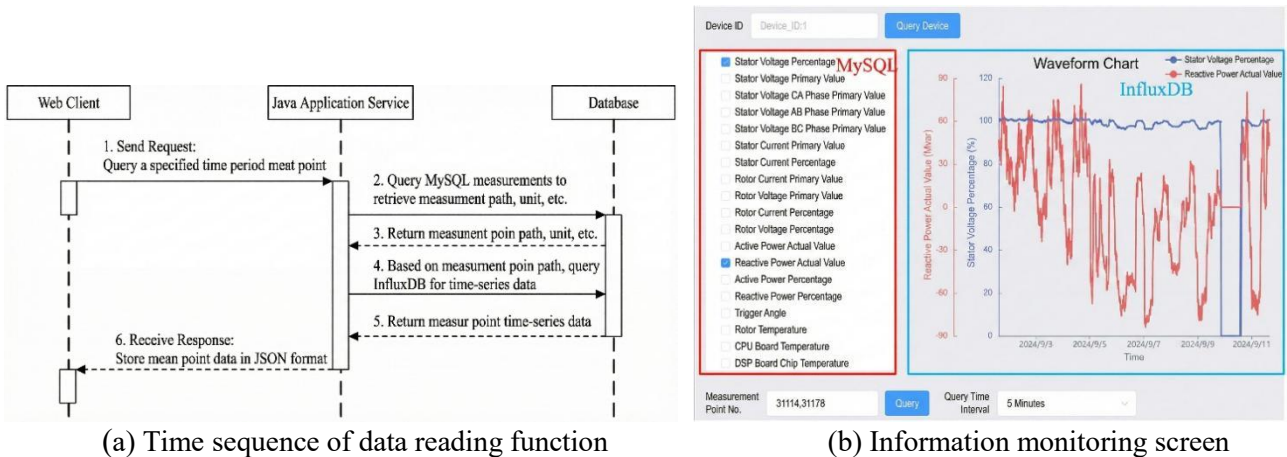 Web Client
Java Application Service
Database
1. Send Request:
Query a specified time period meat point
2. Query MySQL measurements to
retrieve measument path, unit, etc.
3. Return measunent poin path, unit, etc.
4. Based on measurnent poin path, query
InfluxDB for time-series data
5. Return measur point time-series data
6. Receive Response:
Store mean point data in JSON format
(a) Time sequence of data reading function
Device ID
Device_ID:1
Query Device
Stator Voltage Percentage
MySQL
Stator Voltage Primary Value
Stator Voltage CA Phase Primary Value
Stator Voltage AB Phase Primary Value
Stator Voltage BC Phase Primary Value
Stator Current Primary Value
Stator Current Percentage
Rotor Current Primary Value
Rotor Voltage Primary Value
Rotor Current Percentage
Rotor Voltage Percentage
Active Power Actual Value
Reactive Power Actual Value
Active Power Percentage
Reactive Power Percentage
Trigger Angle
Rotor Temperature
CPU Board Temperature
DSP Board Chip Temperature
Waveform Chart
Stator Voltage Percentage
Reactive Power Actual Value
InfluxDB
Reactive Power Actual Value (Mvar)
90
60
30
0
-30
-60
-90
Stator Voltage Percentage (%)
120
100
80
60
40
20
0
2024/9/3 2024/9/5 2024/9/7 2024/9/9 2024/9/11
Time
Measurement
Point No.
31114,31178
Query
Query Time
Interval
5 Minutes
(b) Information monitoring screen